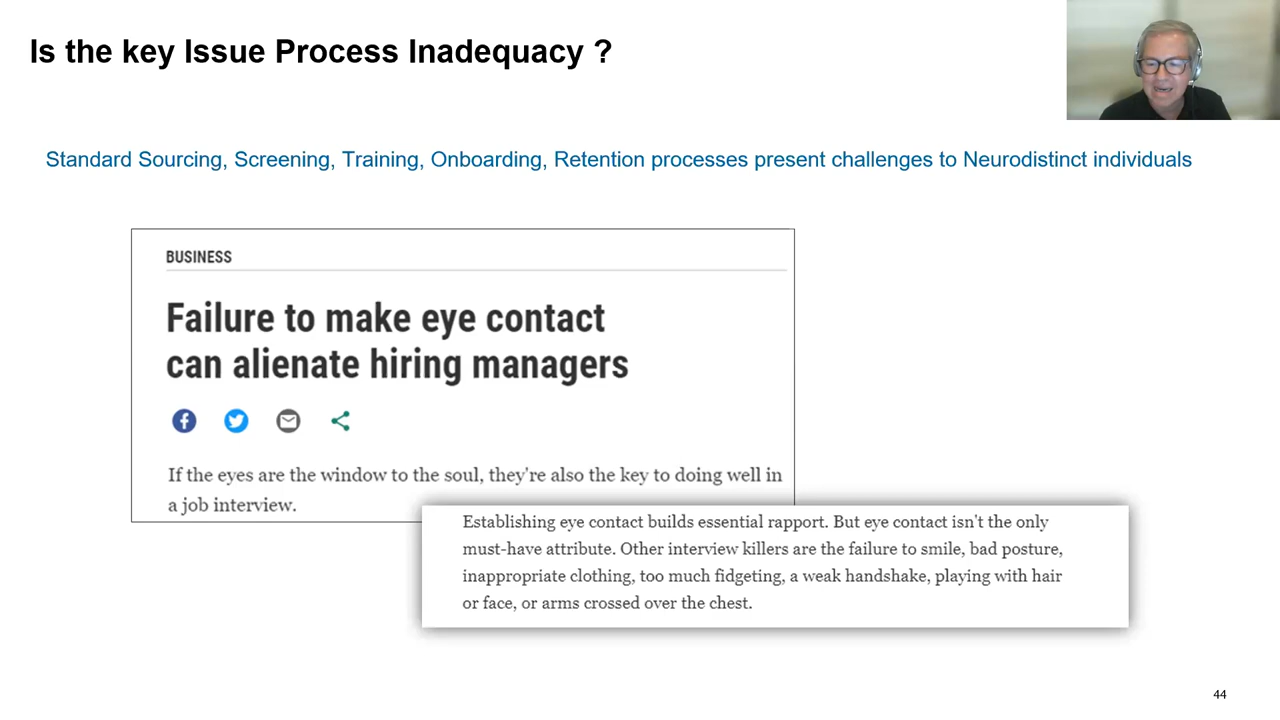 Is the key Issue Process Inadequacy ?
Standard Sourcing, Screening, Training, Onboarding, Retention processes present challenges to Neurodistinct individuals
BUSINESS
Failure to make eye contact
can alienate hiring managers
If the eyes are the window to the soul, they're also the key to doing well in
a job interview.
Establishing eye contact builds essential rapport. But eye contact isn't the only
must-have attribute. Other interview killers are the failure to smile, bad posture,
inappropriate clothing, too much fidgeting, a weak handshake, playing with hair
or face, or arms crossed over the chest.
44